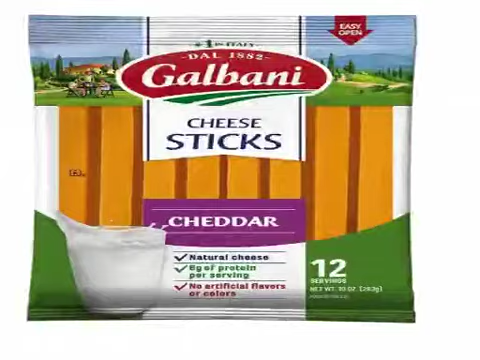 EASY
OPEN
#1 IN ITALY
-DAL 1882-
Galbani
CHEESE
STICKS
CHEDDAR
Natural cheese
6g of protein
per serving
No artificial flavors
or colors
12
SERVINGS
NET WT. 10 OZ.